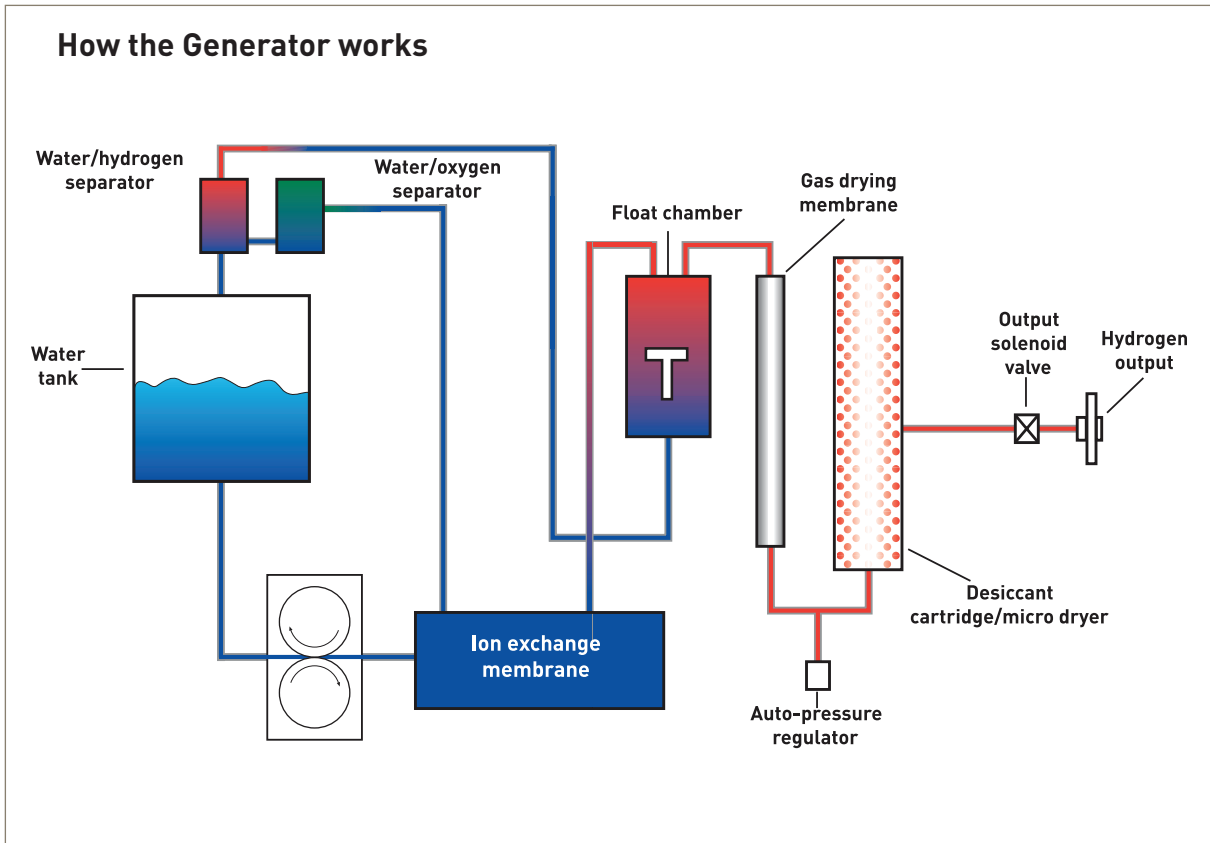 How the Generator works
Water/hydrogen
separator
Water/oxygen
separator
Gas drying
membrane
Float chamber
Output
solenoid
valve
Hydrogen
output
Water
tank
Desiccant
cartridge/micro dryer
Ion exchange
membrane
Auto-pressure
regulator